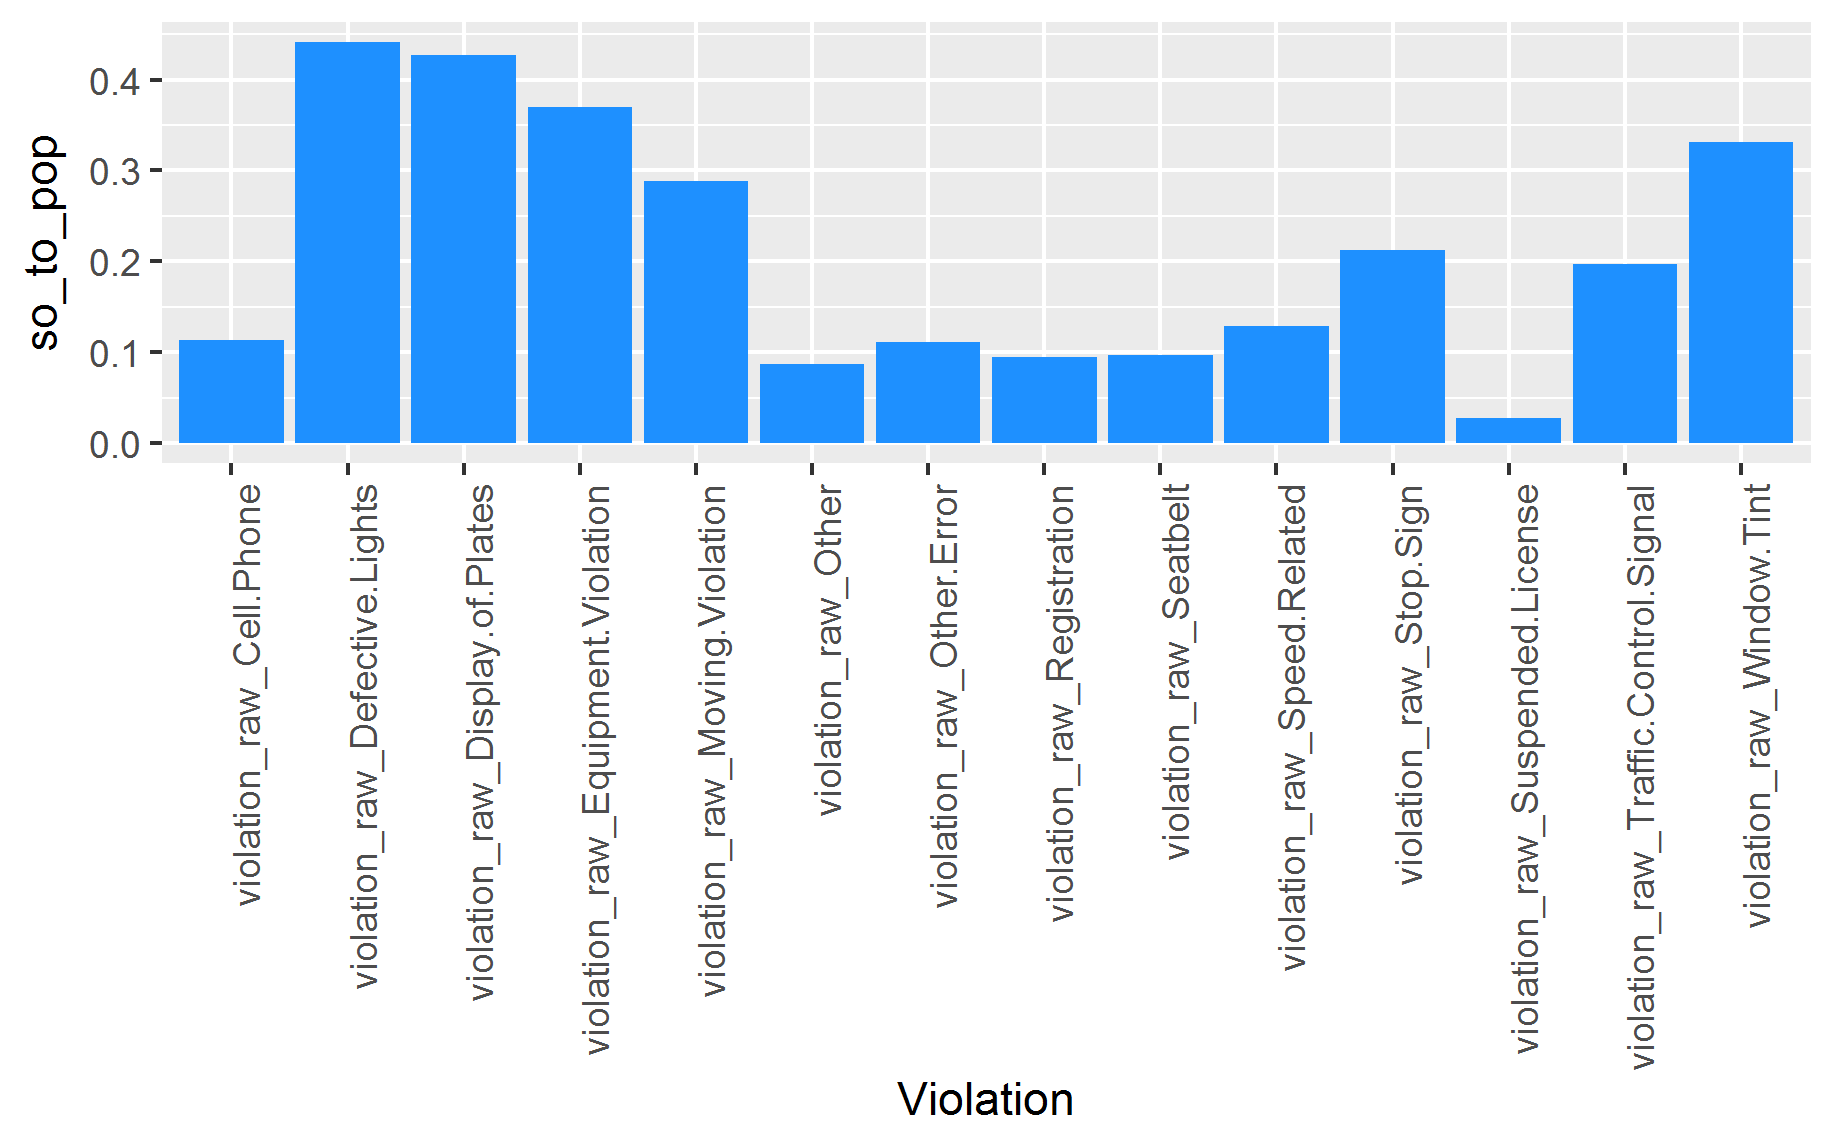 so_to_pop
0.4
0.3
0.2
0.1
0.0
violation_raw_Cell.Phone
violation_raw_Defective.Lights
violation_raw_Display.of.Plates
violation_raw_Equipment.Violation
violation_raw_Moving.Violation
violation_raw_Other
violation_raw_Other.Error
violation_raw_Registration
violation_raw_Seatbelt
violation_raw_Speed.Related
violation_raw_Stop.Sign
violation_raw_Suspended.License
violation_raw_Traffic.Control.Signal
violation_raw_Window.Tint
Violation